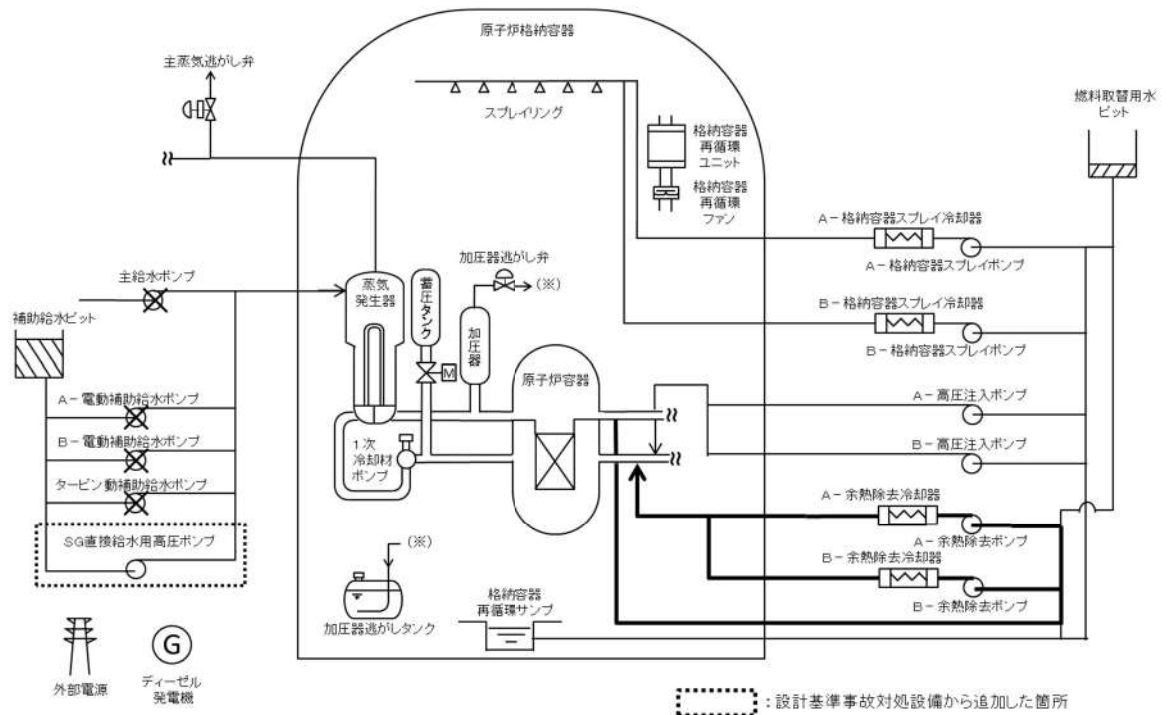 原子炉格納容器
主蒸気逃がし弁
スプレイリング
格納容器
再循環
ユニット
格納容器
再循環
ファン
燃料取替用水
ピット
A-格納容器スプレイ冷却器
A-格納容器スプレイポンプ
B-格納容器スプレイ冷却器
B-格納容器スプレイポンプ
主給水ポンプ
補助給水ピット
蒸気
発生器
蓄圧タンク
加圧器逃がし弁
(※)
加圧器
M
原子炉容器
A-高圧注入ポンプ
B-高圧注入ポンプ
A-電動補助給水ポンプ
B-電動補助給水ポンプ
タービン動補助給水ポンプ
SG直接給水用高圧ポンプ
1次
冷却材
ポンプ
A-余熱除去冷却器
A-余熱除去ポンプ
B-余熱除去冷却器
B-余熱除去ポンプ
(※)
加圧器逃がしタンク
格納容器
再循環サンプ
外部電源
G
ディーゼル
発電機
:設計基準事故対処設備から追加した箇所